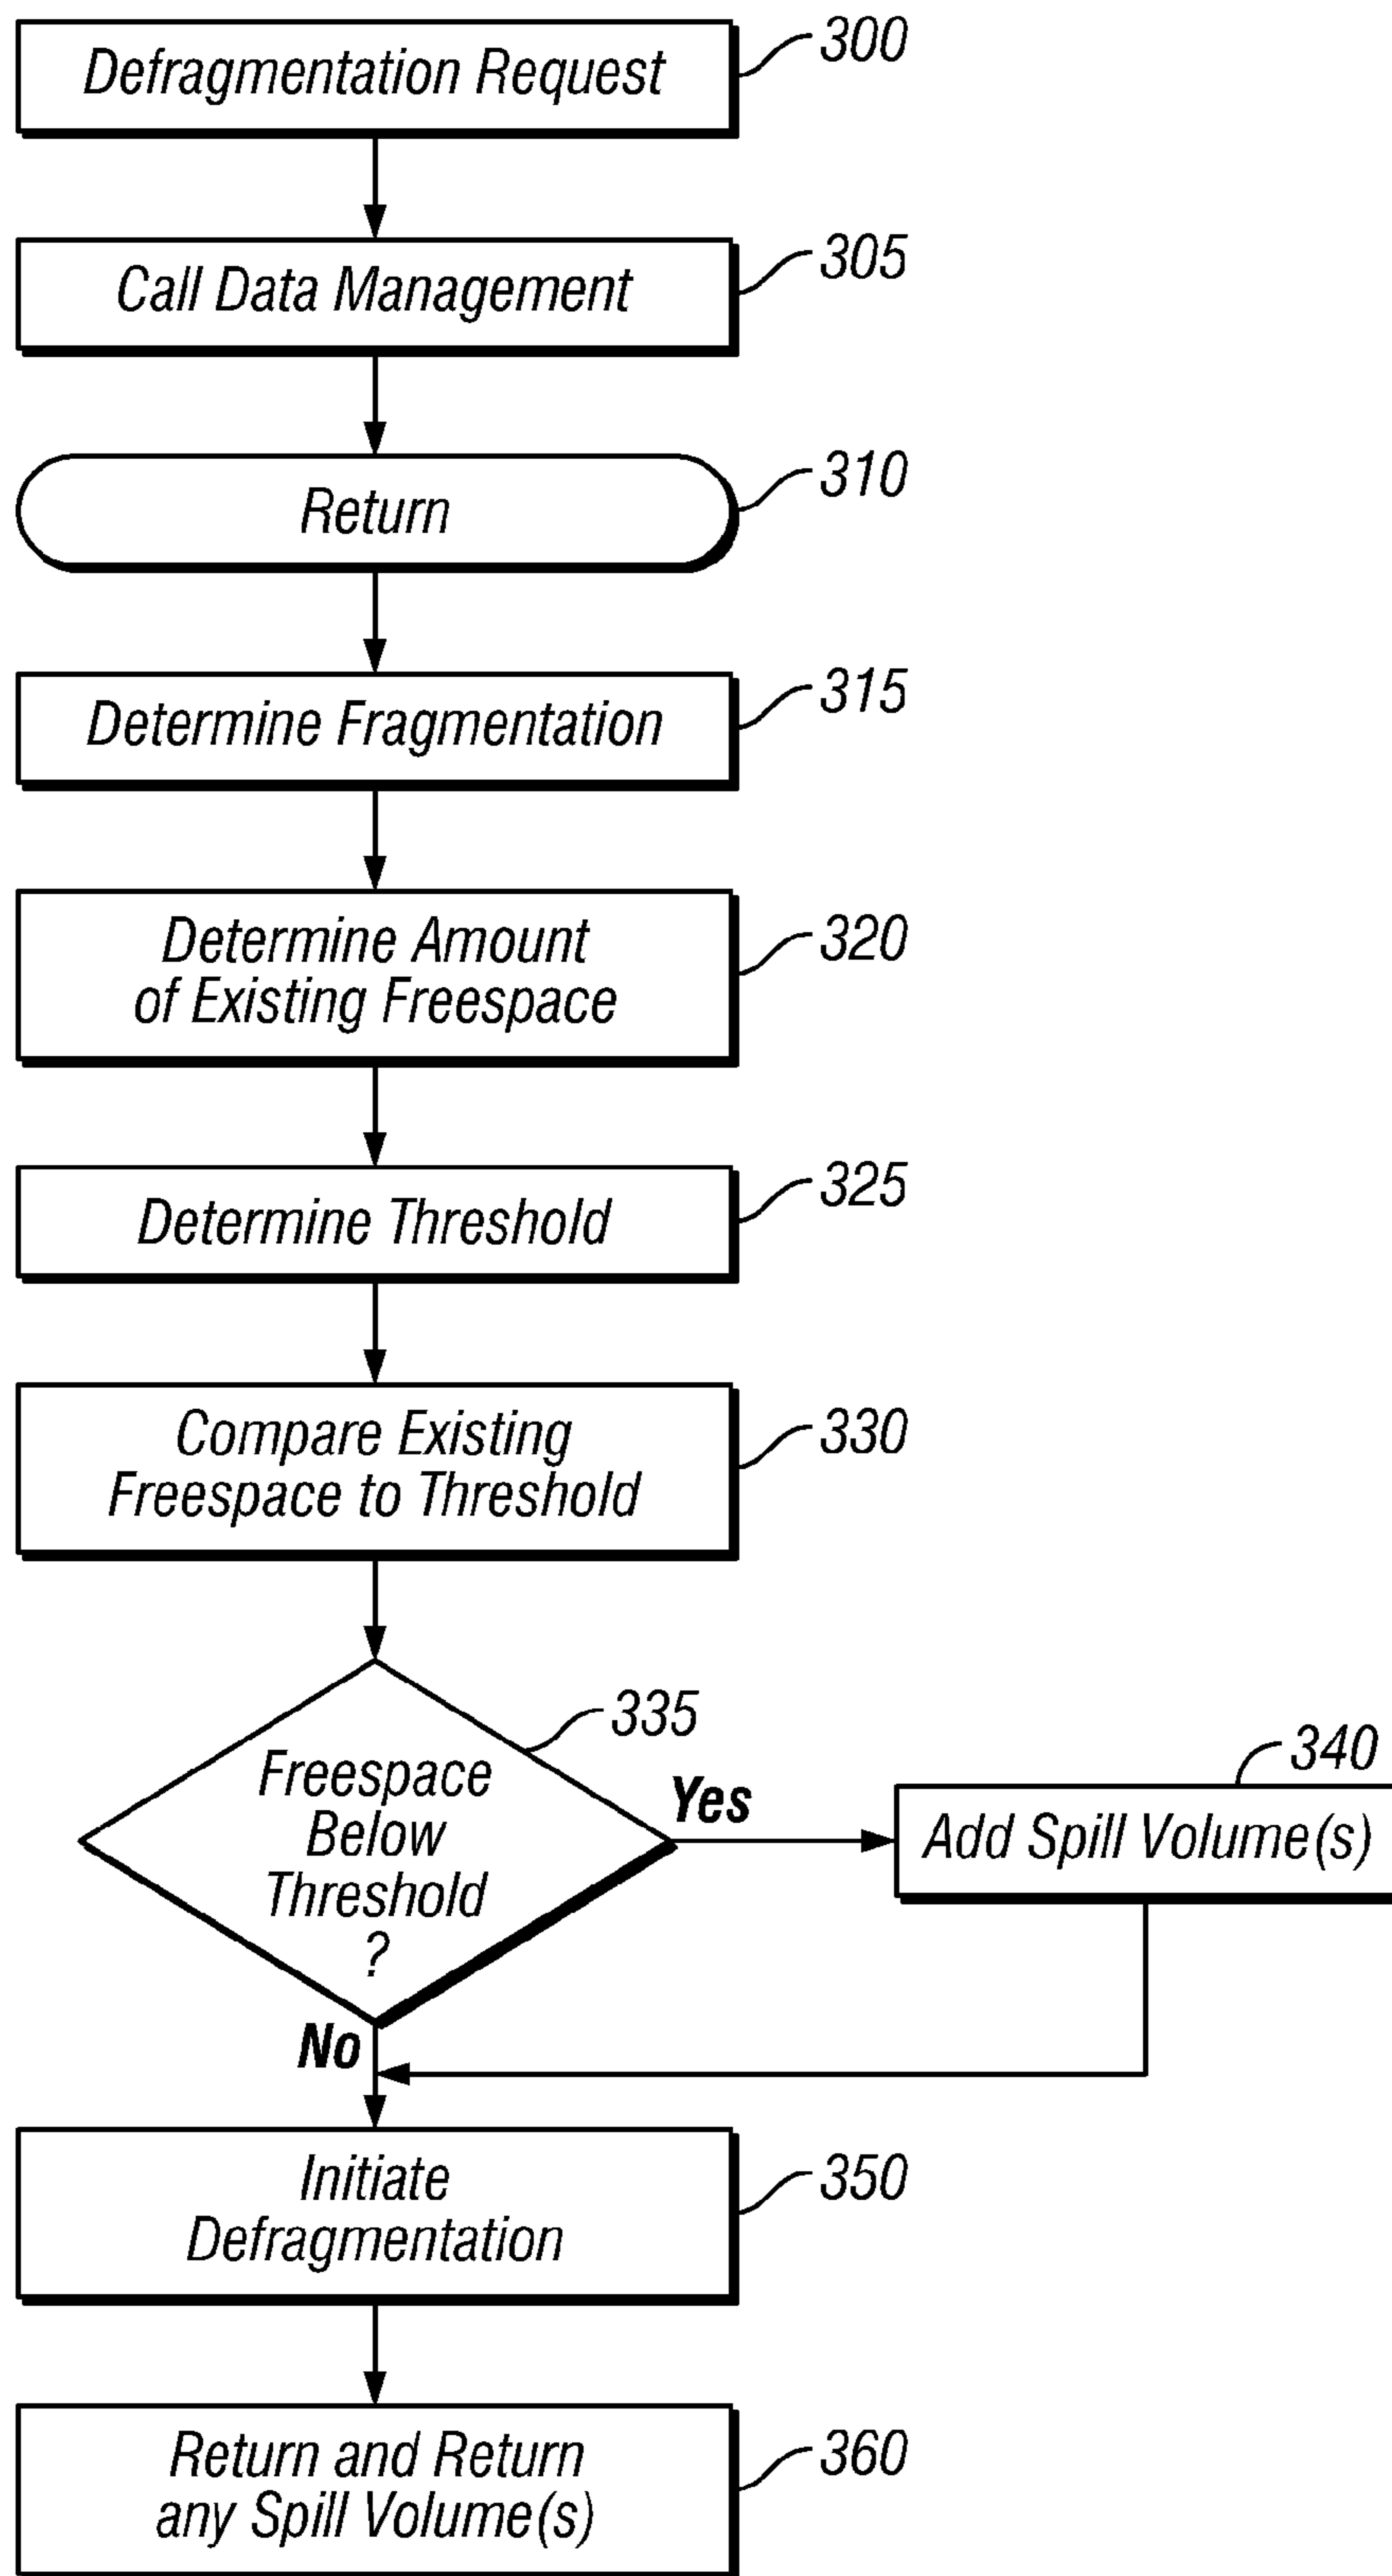 Defragmentation Request
300
Call Data Management
305
Return
310
Determine Fragmentation
315
Determine Amount
of Existing Freespace
320
Determine Threshold
325
Compare Existing
Freespace to Threshold
330
335
Freespace
Below
Threshold
?
Yes
340
Add Spill Volume(s)
No
Initiate
Defragmentation
350
Return and Return
any Spill Volume(s)
360